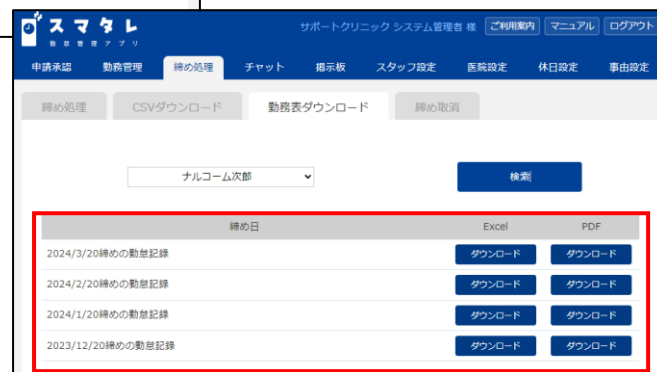 スマタレ
勤怠管理アプリ
サポートクリニック システム管理者 様 ご利用案内 マニュアル ログアウト
申請承認 勤務管理 締め処理 チャット 掲示板 スタッフ設定 医院設定 休日設定 事由設定
締め処理 CSVダウンロード 勤務表ダウンロード 締め取消
ナルコーム次郎 検索
締め日 Excel PDF
2024/3/20締めの勤怠記録 ダウンロード ダウンロード
2024/2/20締めの勤怠記録 ダウンロード ダウンロード
2024/1/20締めの勤怠記録 ダウンロード ダウンロード
2023/12/20締めの勤怠記録 ダウンロード ダウンロード